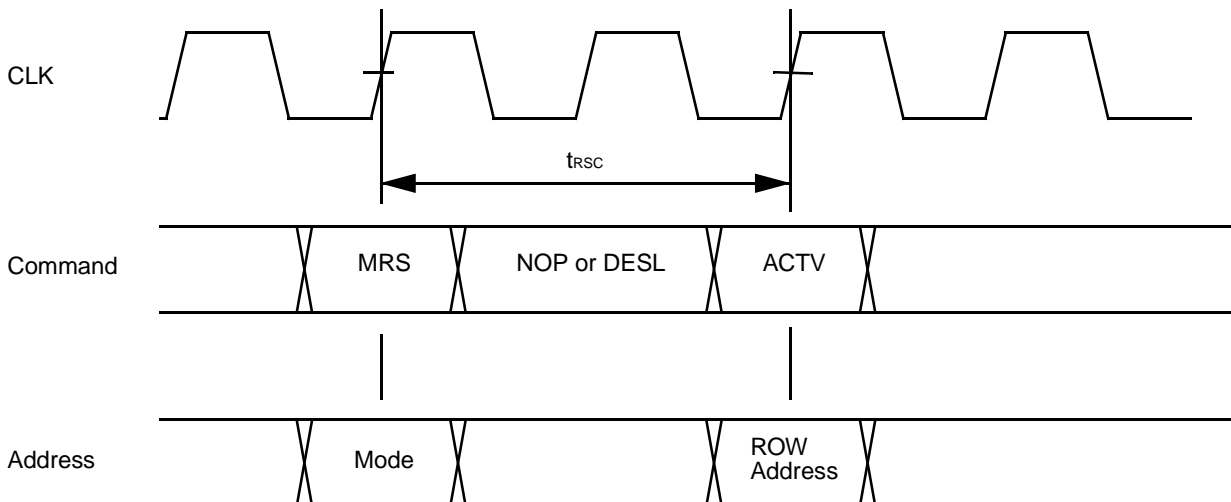 CLK
tRSC
Command
MRS
NOP or DESL
ACTV
Address
Mode
ROW
Address